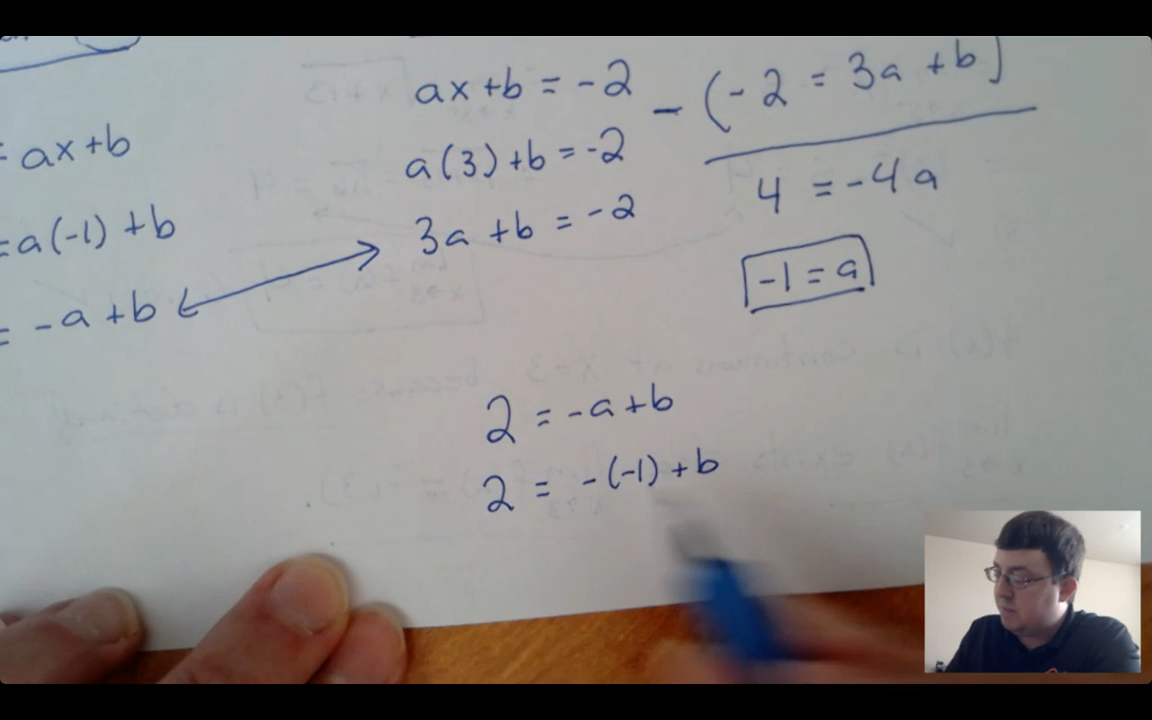 = ax+b
= a(-1) + b
= -a + b
ax + b = -2
a(3) + b = -2
3a + b = -2
- (-2 = 3a + b)
4 = -4a
-1 = a
2 = -a + b
2 = -(-1) + b